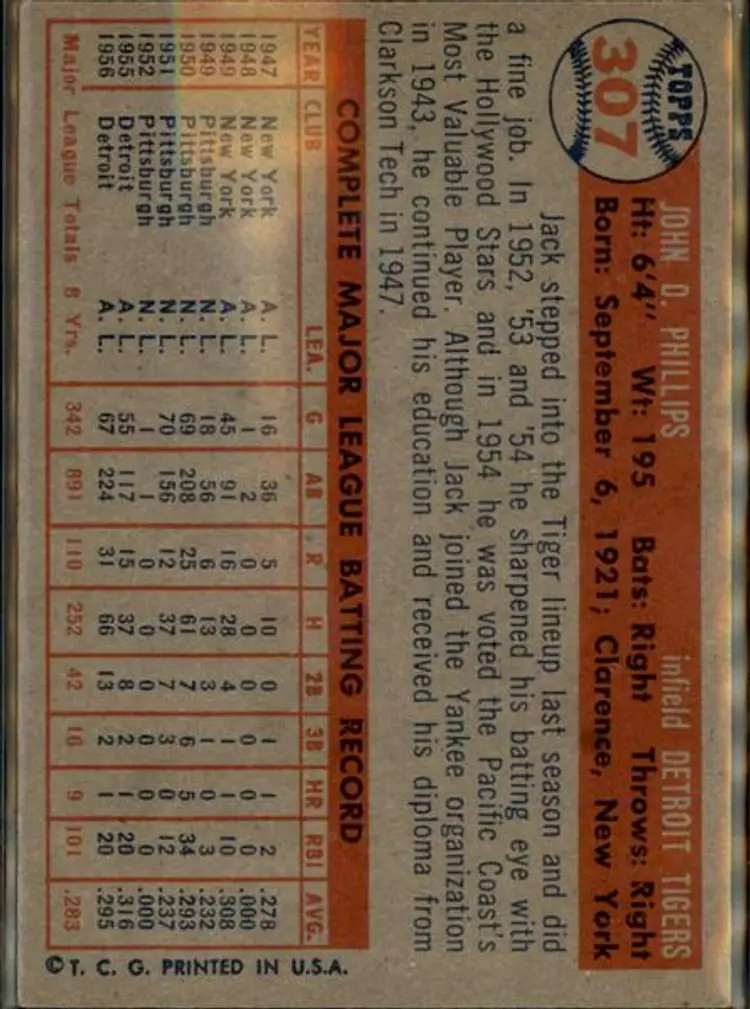 TOPPS
307
JOHN D. PHILLIPS infield DETROIT TIGERS
Ht: 6'4" Wt: 195 Bats: Right Throws: Right
Born: September 6, 1921; Clarence, New York
Jack stepped into the Tiger lineup last season and did
a fine job. In 1952, '53 and '54 he sharpened his batting eye with
the Hollywood Stars and in 1954 he was voted the Pacific Coast's
Most Valuable Player. Although Jack joined the Yankee organization
in 1943, he continued his education and received his diploma from
Clarkson Tech in 1947.
COMPLETE MAJOR LEAGUE BATTING RECORD
YEAR CLUB LEA. G AB R H 2B 3B HR RBI AVG.
1947 New York A. L. 16 36 5 10 0 1 1 2 .278
1948 New York A. L. 1 2 0 0 0 0 0 0 .000
1949 New York A. L. 45 91 16 28 4 1 1 10 .308
1949 Pittsburgh N. L. 18 56 6 13 3 1 0 3 .232
1950 Pittsburgh N. L. 69 208 25 61 7 6 5 34 .293
1951 Pittsburgh N. L. 70 156 12 37 7 3 0 12 .237
1952 Pittsburgh N. L. 1 1 0 0 0 0 0 0 .000
1955 Detroit A. L. 55 117 15 37 8 2 1 20 .316
1956 Detroit A. L. 67 224 31 66 13 2 1 20 .295
Major League Totals 8 Yrs. 342 891 110 252 42 16 9 101 .283
© T. C. G. PRINTED IN U.S.A.